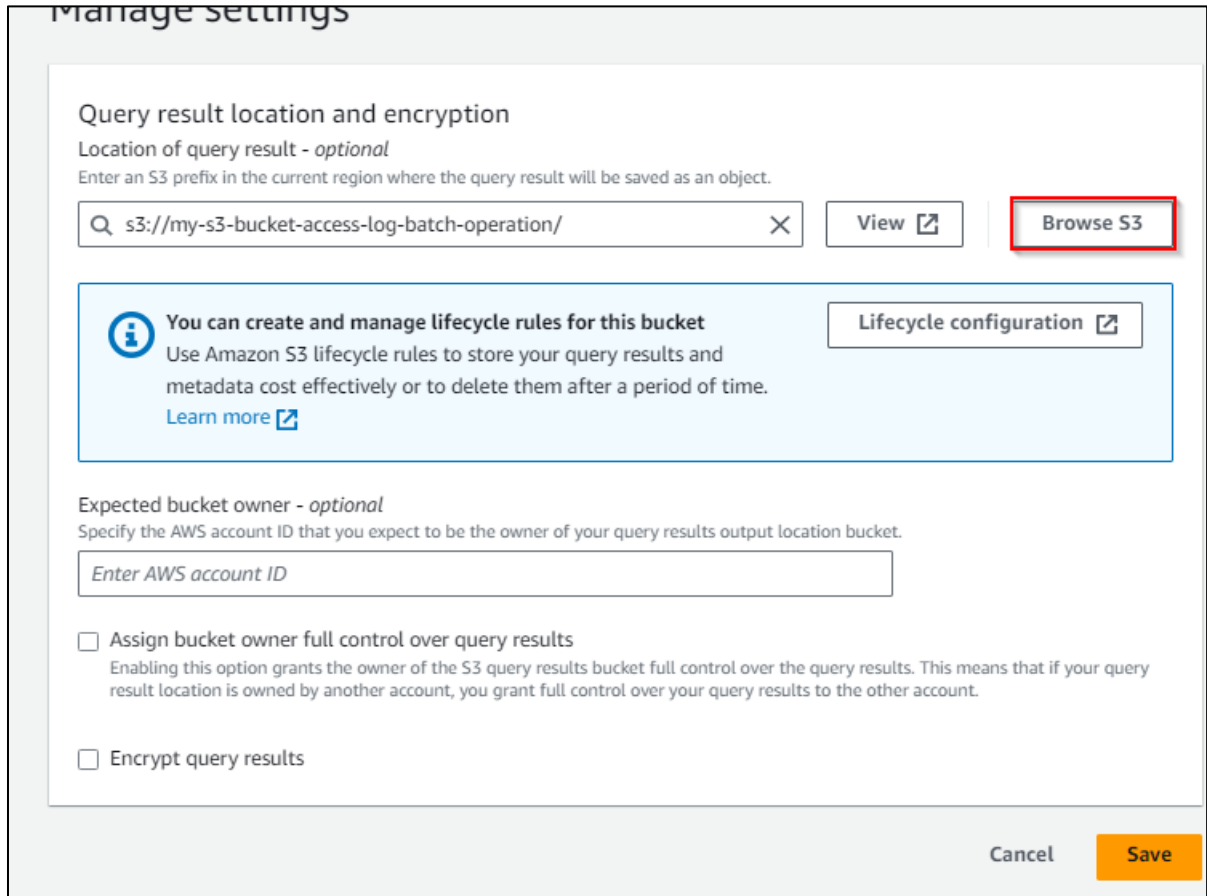 Manage settings
Query result location and encryption
Location of query result - optional
Enter an S3 prefix in the current region where the query result will be saved as an object.
s3://my-s3-bucket-access-log-batch-operation/
View
Browse S3
You can create and manage lifecycle rules for this bucket
Lifecycle configuration
Use Amazon S3 lifecycle rules to store your query results and
metadata cost effectively or to delete them after a period of time.
Learn more
Expected bucket owner - optional
Specify the AWS account ID that you expect to be the owner of your query results output location bucket.
Enter AWS account ID
Assign bucket owner full control over query results
Enabling this option grants the owner of the S3 query results bucket full control over the query results. This means that if your query
result location is owned by another account, you grant full control over your query results to the other account.
Encrypt query results
Cancel
Save